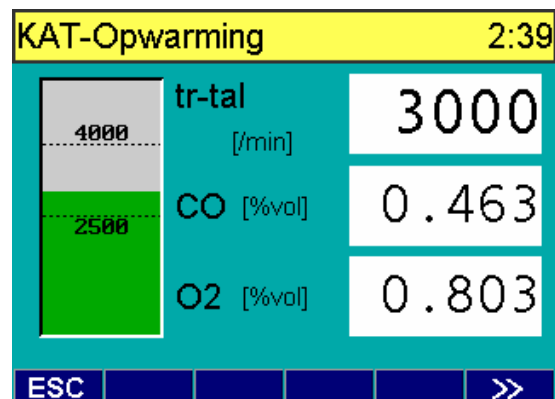 KAT-Opwarming 2:39
tr-tal
[/min]
3000
4000
2500
CO [%vol] 0.463
O2 [%vol] 0.803
ESC >>